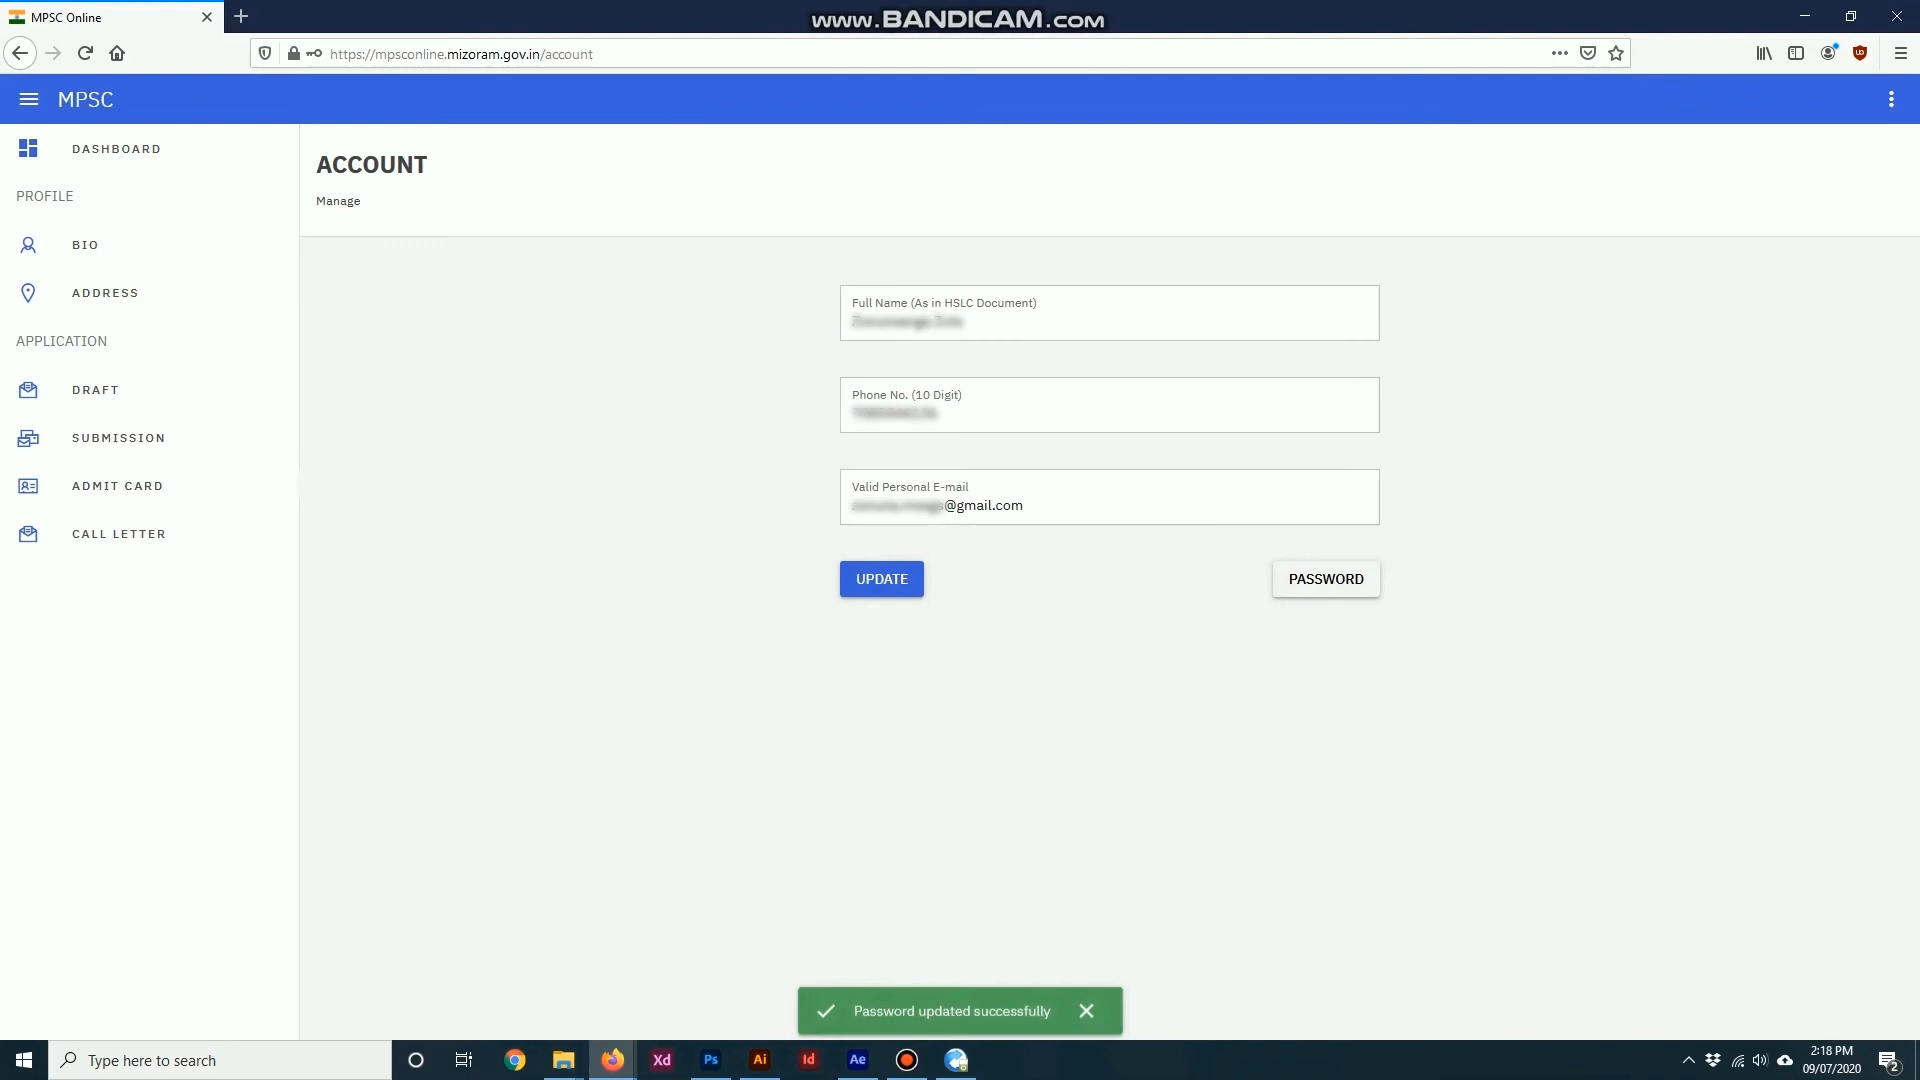 MPSC Online
www.BANDICAM.com
https://mpsconline.mizoram.gov.in/account
MPSC
DASHBOARD
PROFILE
BIO
ADDRESS
APPLICATION
DRAFT
SUBMISSION
ADMIT CARD
CALL LETTER
ACCOUNT
Manage
Full Name (As in HSLC Document)
Phone No. (10 Digit)
Valid Personal E-mail
@gmail.com
UPDATE
PASSWORD
Password updated successfully
Type here to search
Xd
Ps
Ai
Id
Ae
2:18 PM
09/07/2020
2